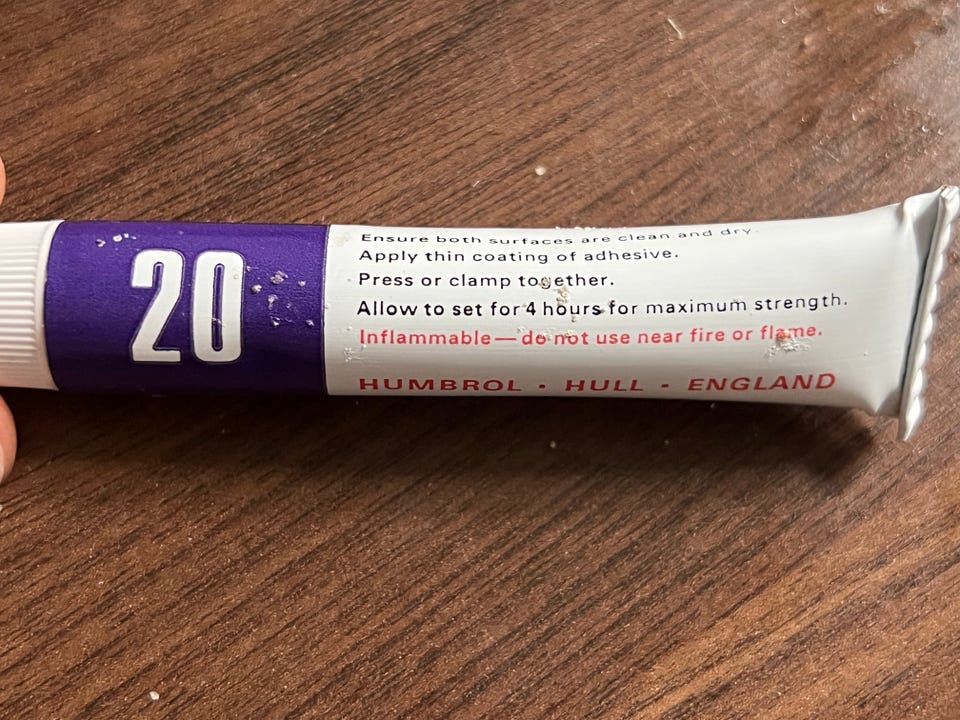 20
Ensure both surfaces are clean and dry.
Apply thin coating of adhesive.
Press or clamp together.
Allow to set for 4 hours for maximum strength.
Inflammable — do not use near fire or flame.
HUMBROL · HULL · ENGLAND